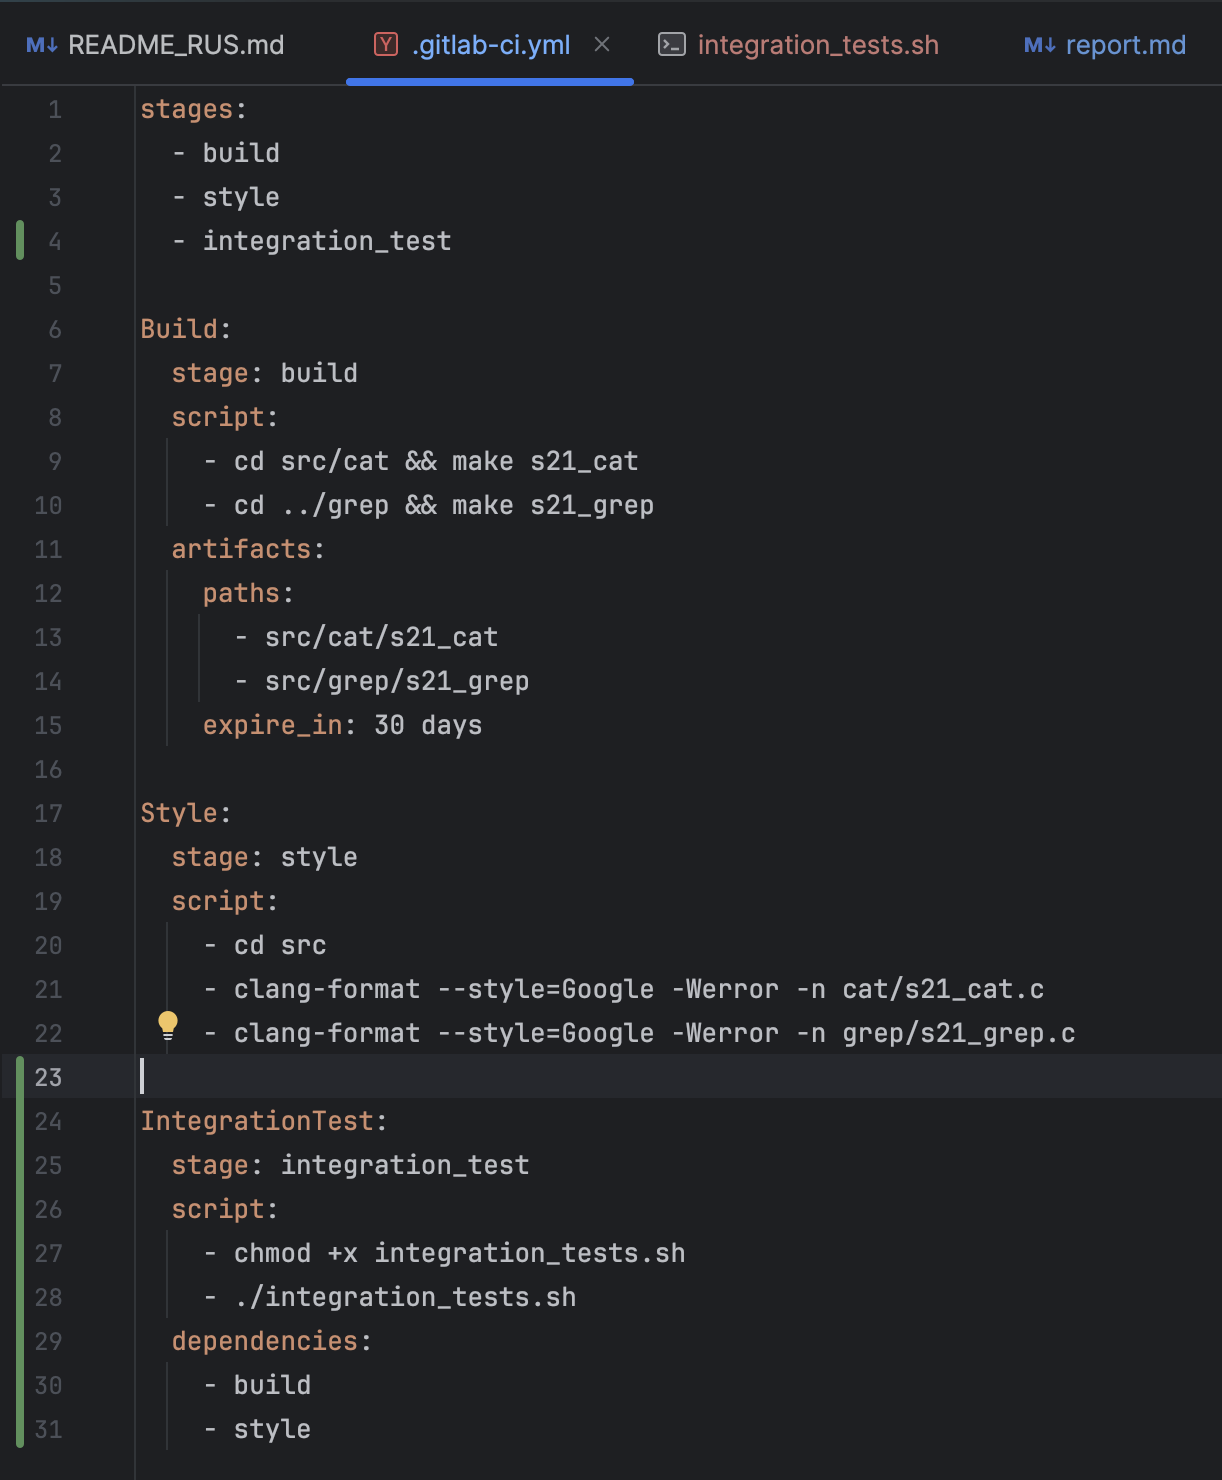 M↓ README_RUS.md
Y .gitlab-ci.yml ×
>_ integration_tests.sh
M↓ report.md
1 stages:
2   - build
3   - style
4   - integration_test
5
6 Build:
7   stage: build
8   script:
9     - cd src/cat && make s21_cat
10     - cd ../grep && make s21_grep
11   artifacts:
12     paths:
13       - src/cat/s21_cat
14       - src/grep/s21_grep
15     expire_in: 30 days
16
17 Style:
18   stage: style
19   script:
20     - cd src
21     - clang-format --style=Google -Werror -n cat/s21_cat.c
22     - clang-format --style=Google -Werror -n grep/s21_grep.c
23
24 IntegrationTest:
25   stage: integration_test
26   script:
27     - chmod +x integration_tests.sh
28     - ./integration_tests.sh
29   dependencies:
30     - build
31     - style